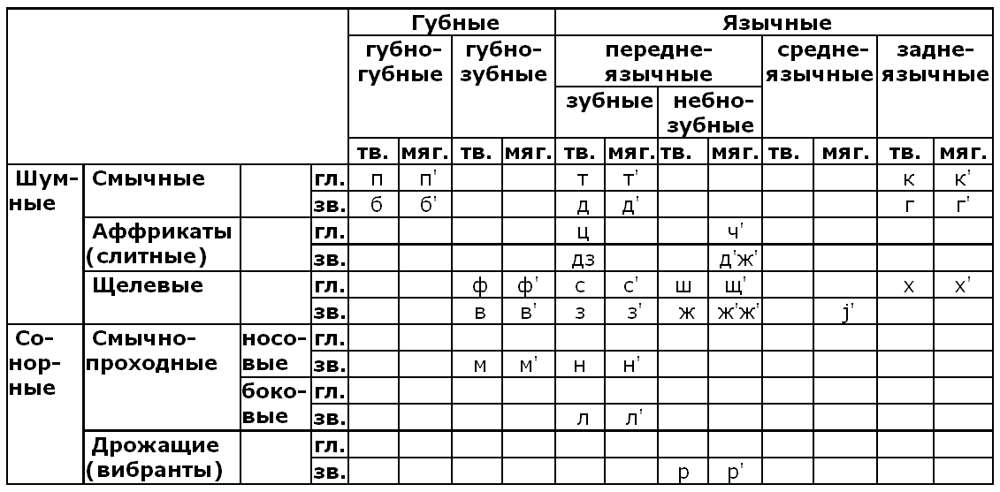 Губные Язычные
губно- губно- передне- средне- задне-
губные зубные язычные язычные язычные
зубные небно-
зубные
тв. мяг. тв. мяг. тв. мяг. тв. мяг. тв. мяг. тв. мяг.
Шум- Смычные гл. п п' т т' к к'
ные зв. б б' д д' г г'
Аффрикаты гл. ц ч'
(слитные) зв. дз д'ж'
Щелевые гл. ф ф' с с' ш щ' х х'
зв. в в' з з' ж ж'ж' j'
Со- Смычно- носо- гл.
нор- проходные вые зв. м м' н н'
ные боко- гл.
вые зв. л л'
Дрожащие гл.
(вибранты) зв. р р'